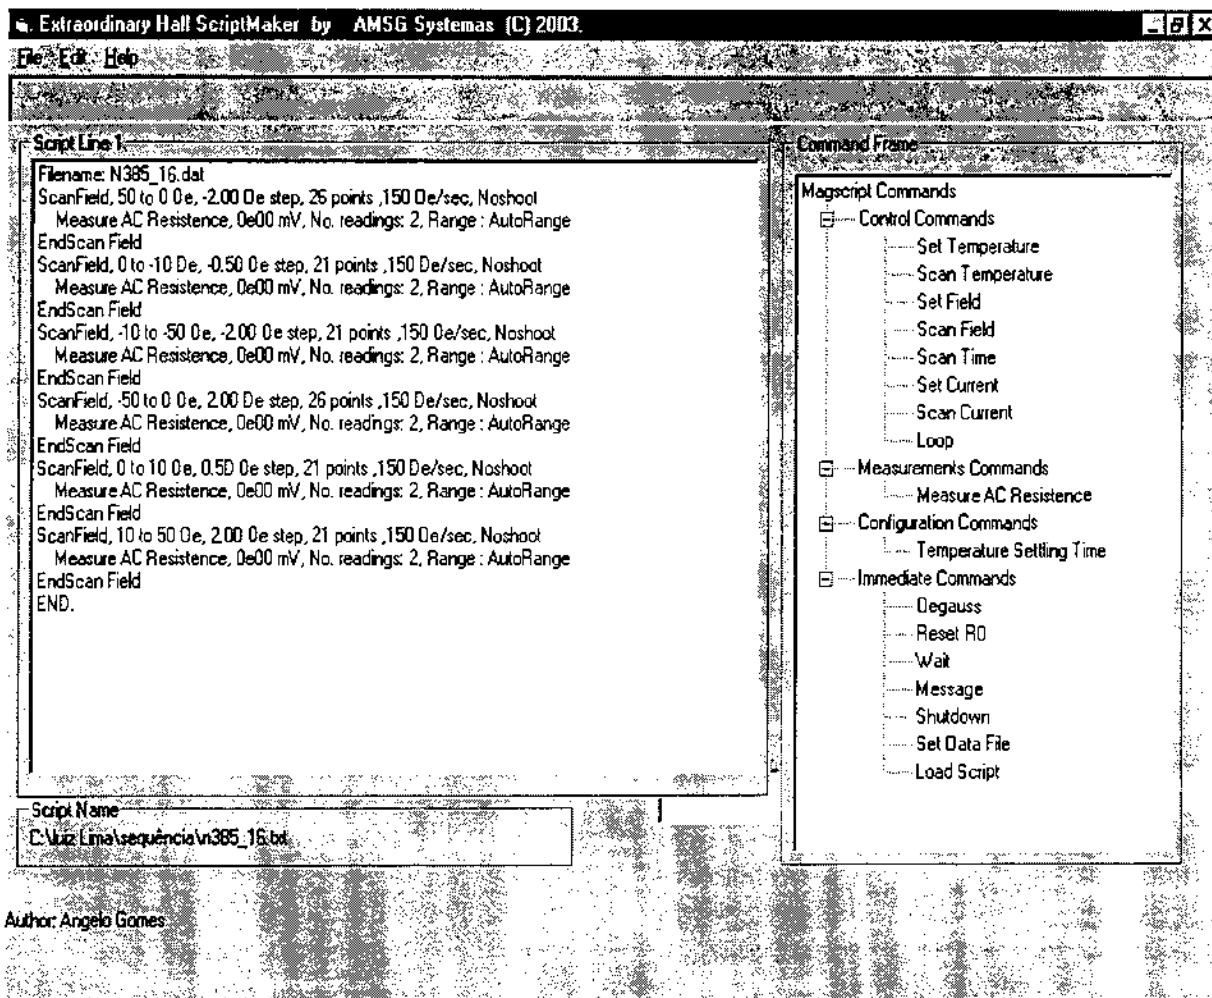 Extraordinary Hall ScriptMaker by AMSG Systemas (C) 2003.
File Edit Help
Script Line 1
Filename: N385_16.dat
ScanField, 50 to 0 Oe, -2.00 Oe step, 26 points ,150 Oe/sec, Noshoot
Measure AC Resistence, 0e00 mV, No. readings: 2, Range : AutoRange
EndScan Field
ScanField, 0 to -10 Oe, -0.50 Oe step, 21 points ,150 Oe/sec, Noshoot
Measure AC Resistence, 0e00 mV, No. readings: 2, Range : AutoRange
EndScan Field
ScanField, -10 to -50 Oe, -2.00 Oe step, 21 points ,150 Oe/sec, Noshoot
Measure AC Resistence, 0e00 mV, No. readings: 2, Range : AutoRange
EndScan Field
ScanField, -50 to 0 Oe, 2.00 Oe step, 26 points ,150 Oe/sec, Noshoot
Measure AC Resistence, 0e00 mV, No. readings: 2, Range : AutoRange
EndScan Field
ScanField, 0 to 10 Oe, 0.50 Oe step, 21 points ,150 Oe/sec, Noshoot
Measure AC Resistence, 0e00 mV, No. readings: 2, Range : AutoRange
EndScan Field
ScanField, 10 to 50 Oe, 2.00 Oe step, 21 points ,150 Oe/sec, Noshoot
Measure AC Resistence, 0e00 mV, No. readings: 2, Range : AutoRange
EndScan Field
END.
Command Frame
Magscript Commands
Control Commands
Set Temperature
Scan Temperature
Set Field
Scan Field
Scan Time
Set Current
Scan Current
Loop
Measurements Commands
Measure AC Resistence
Configuration Commands
Temperature Settling Time
Immediate Commands
Degauss
Reset R0
Wait
Message
Shutdown
Set Data File
Load Script
Script Name
C:\Luiz Lima\sequência\n385_16.txt
Author: Angelo Gomes